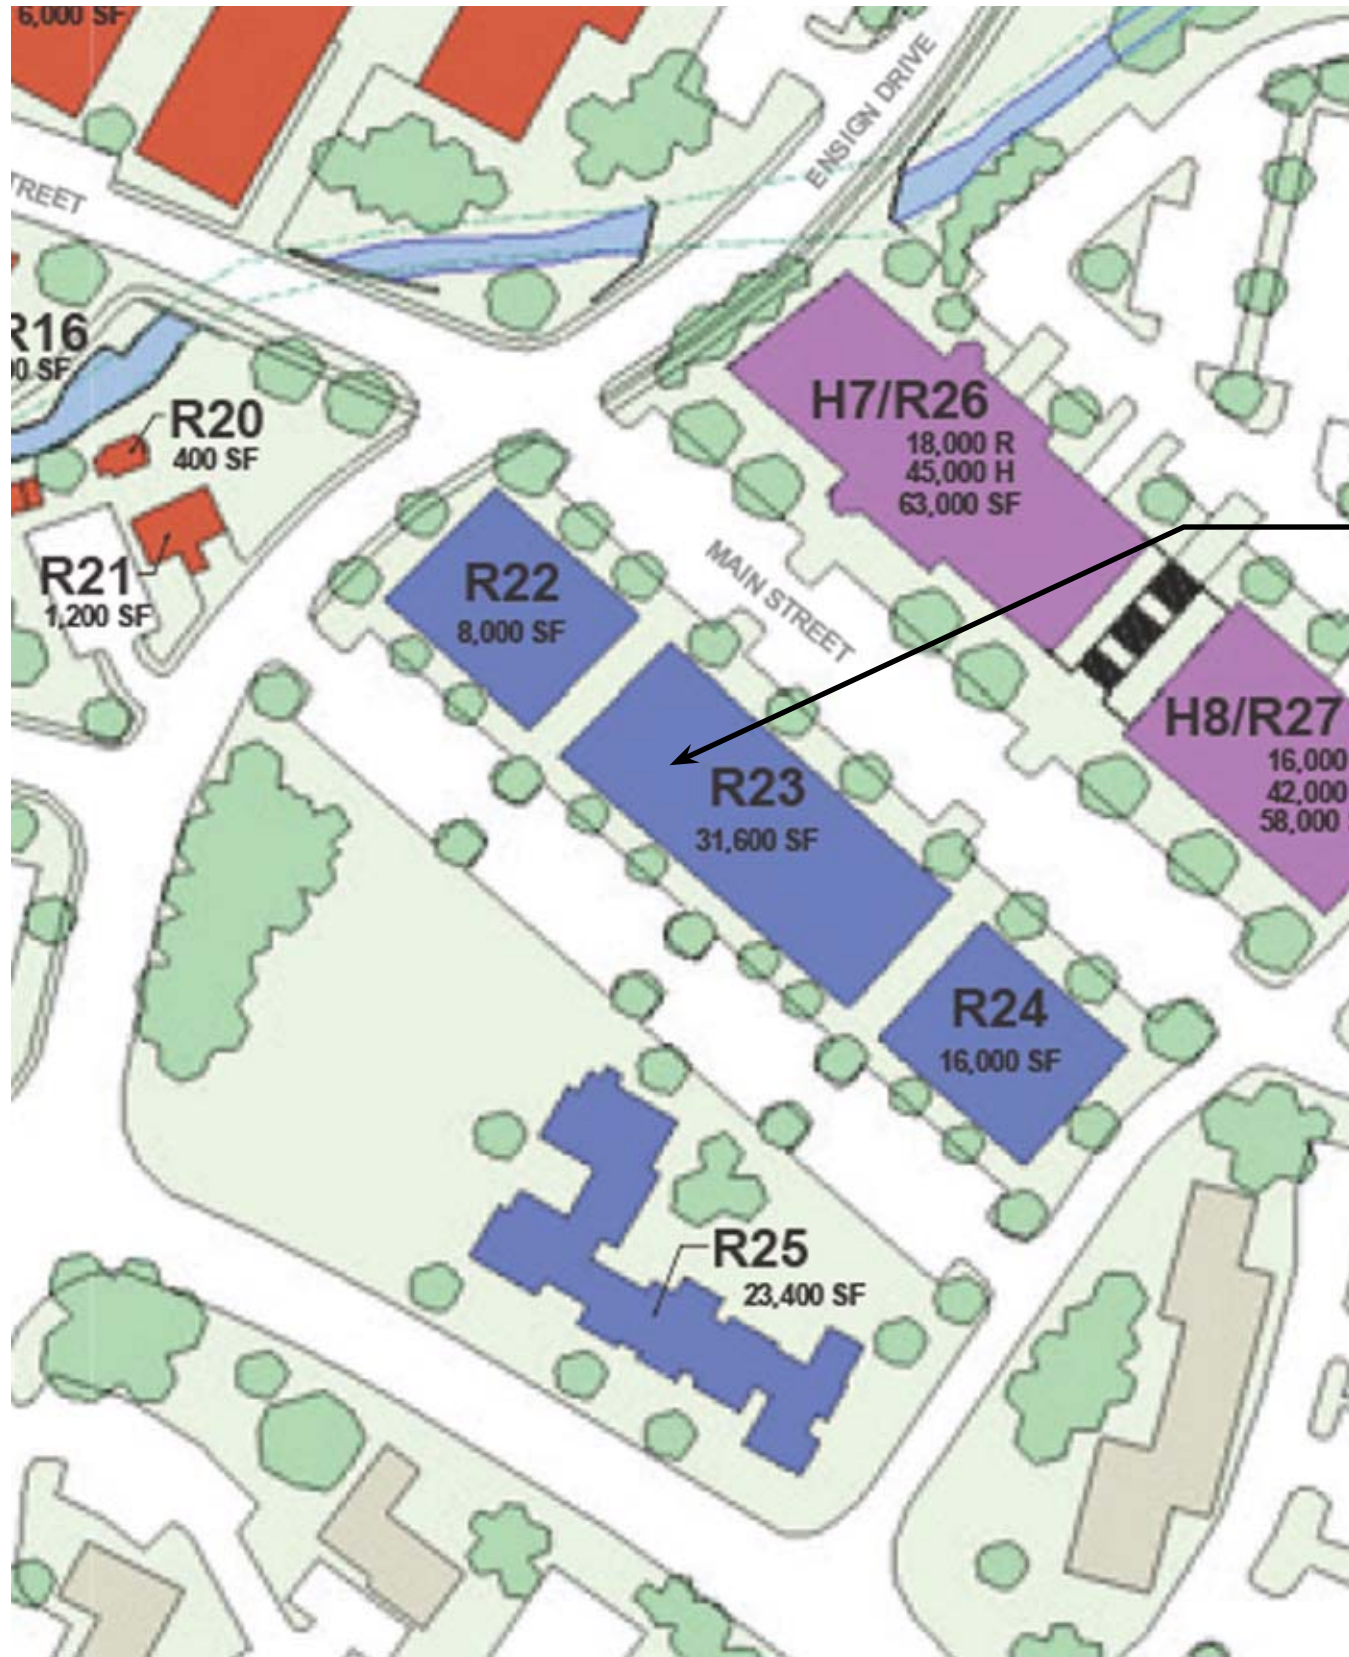 6,000 SF
ENSIGN DRIVE
TREET
R16
00 SF
R20
400 SF
H7/R26
18,000 R
45,000 H
63,000 SF
R21
1,200 SF
R22
8,000 SF
MAIN STREET
H8/R27
16,000
42,000
58,000
R23
31,600 SF
R24
16,000 SF
R25
23,400 SF